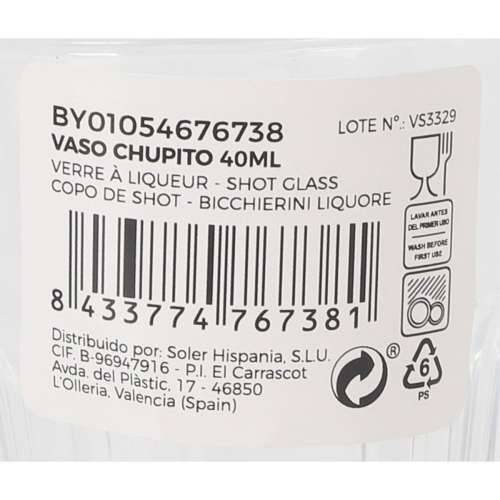 BY01054676738
LOTE Nº.: VS3329
VASO CHUPITO 40ML
VERRE À LIQUEUR - SHOT GLASS
COPO DE SHOT - BICCHIERINI LIQUORE
LAVAR ANTES
DEL PRIMER USO
WASH BEFORE
FIRST USE
8 433774 767381
Distribuido por: Soler Hispania, S.L.U.
CIF. B-96947916 - P.I. El Carrascot
Avda. del Plàstic, 17 - 46850
L'Olleria, Valencia (Spain)
®
6
PS